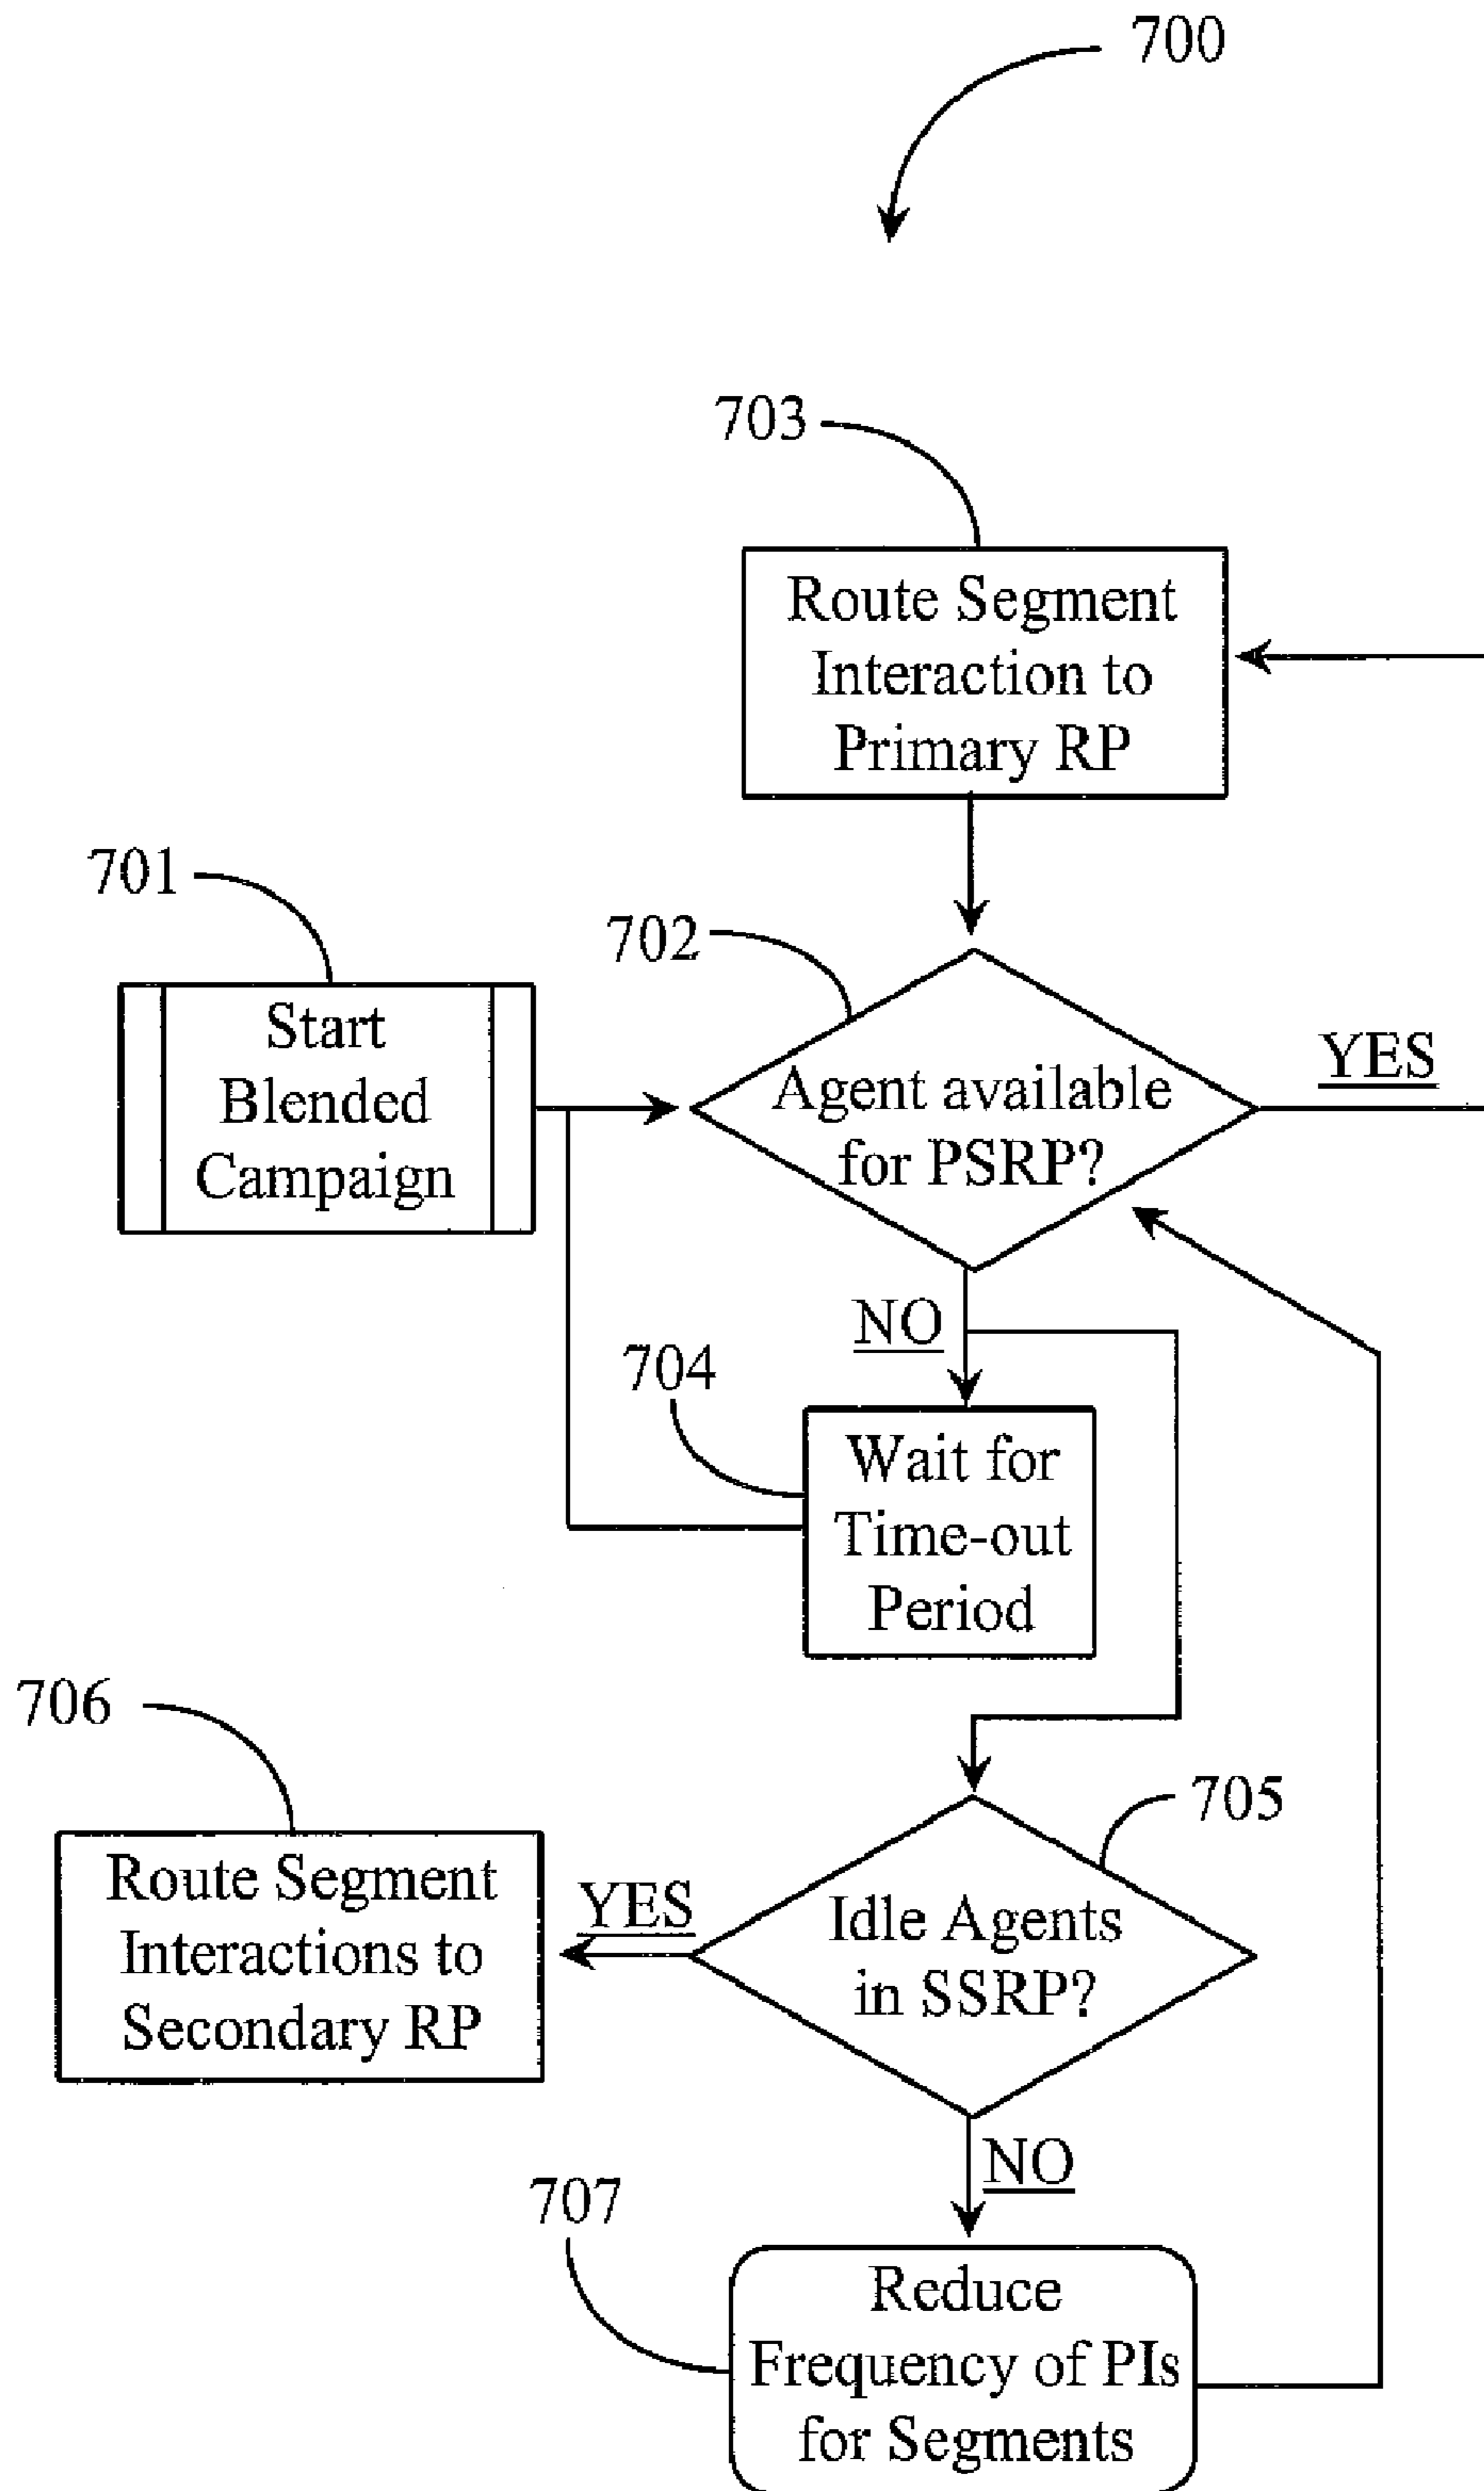 700
703
Route Segment
Interaction to
Primary RP
701
702
Start
Blended
Campaign
Agent available
for PSRP?
YES
NO
704
Wait for
Time-out
Period
706
705
Route Segment
Interactions to
Secondary RP
YES
Idle Agents
in SSRP?
NO
707
Reduce
Frequency of PIs
for Segments